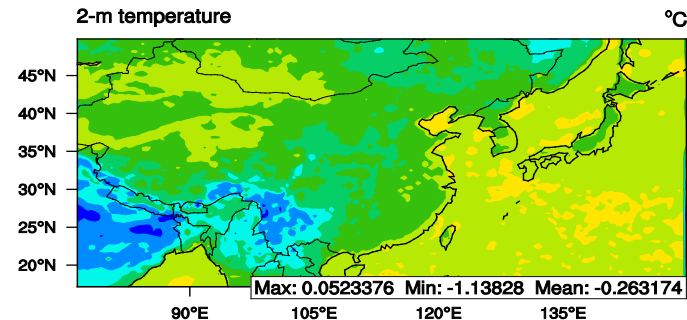 2-m temperature
°C
45°N
40°N
35°N
30°N
25°N
20°N
Max: 0.0523376 Min: -1.13828 Mean: -0.263174
90°E 105°E 120°E 135°E